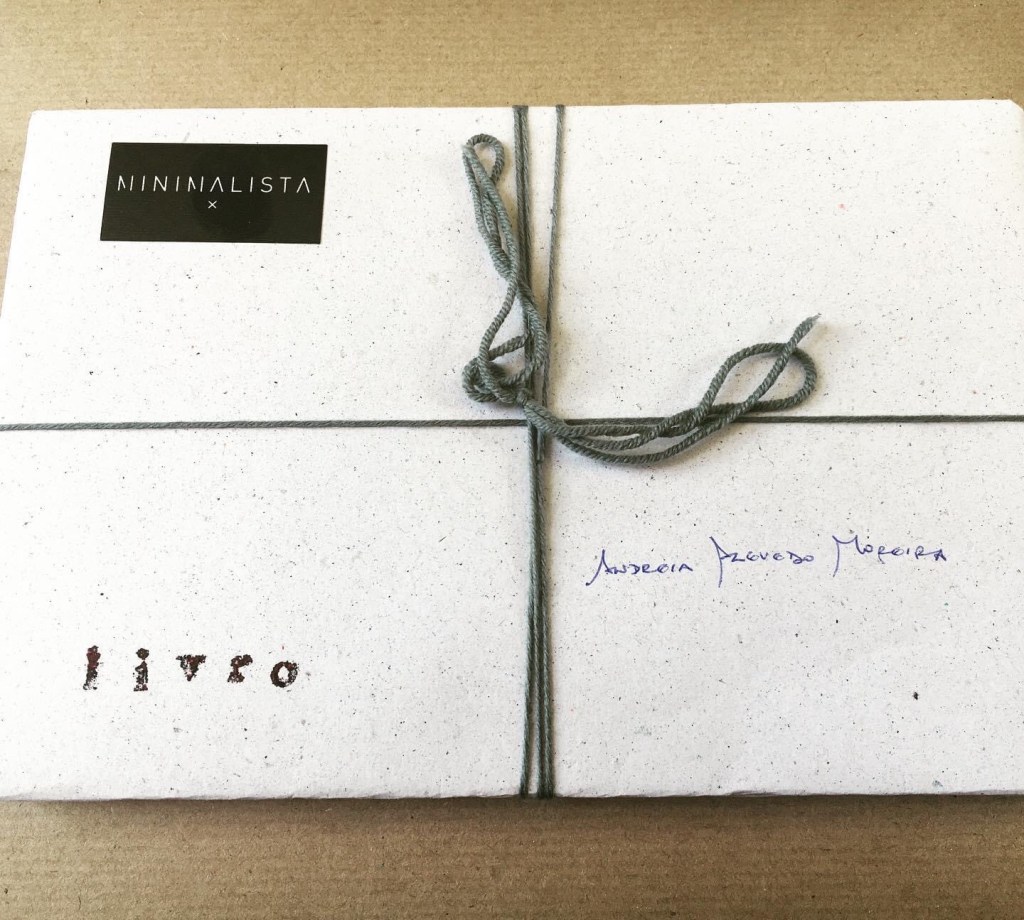 MINIMALISTA
x
Andreia Azevedo Moreira
livro